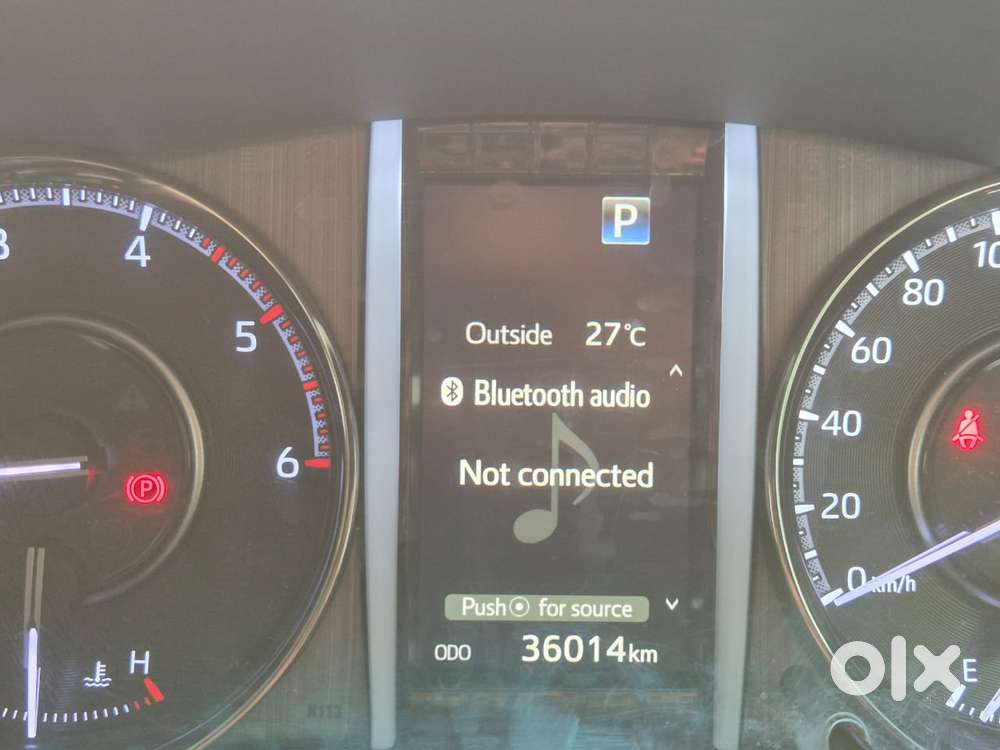 P
Outside 27°C
Bluetooth audio
Not connected
Push for source
ODO 36014km
4
5
6
P
H
100
80
60
40
20
0 km/h
E
olx